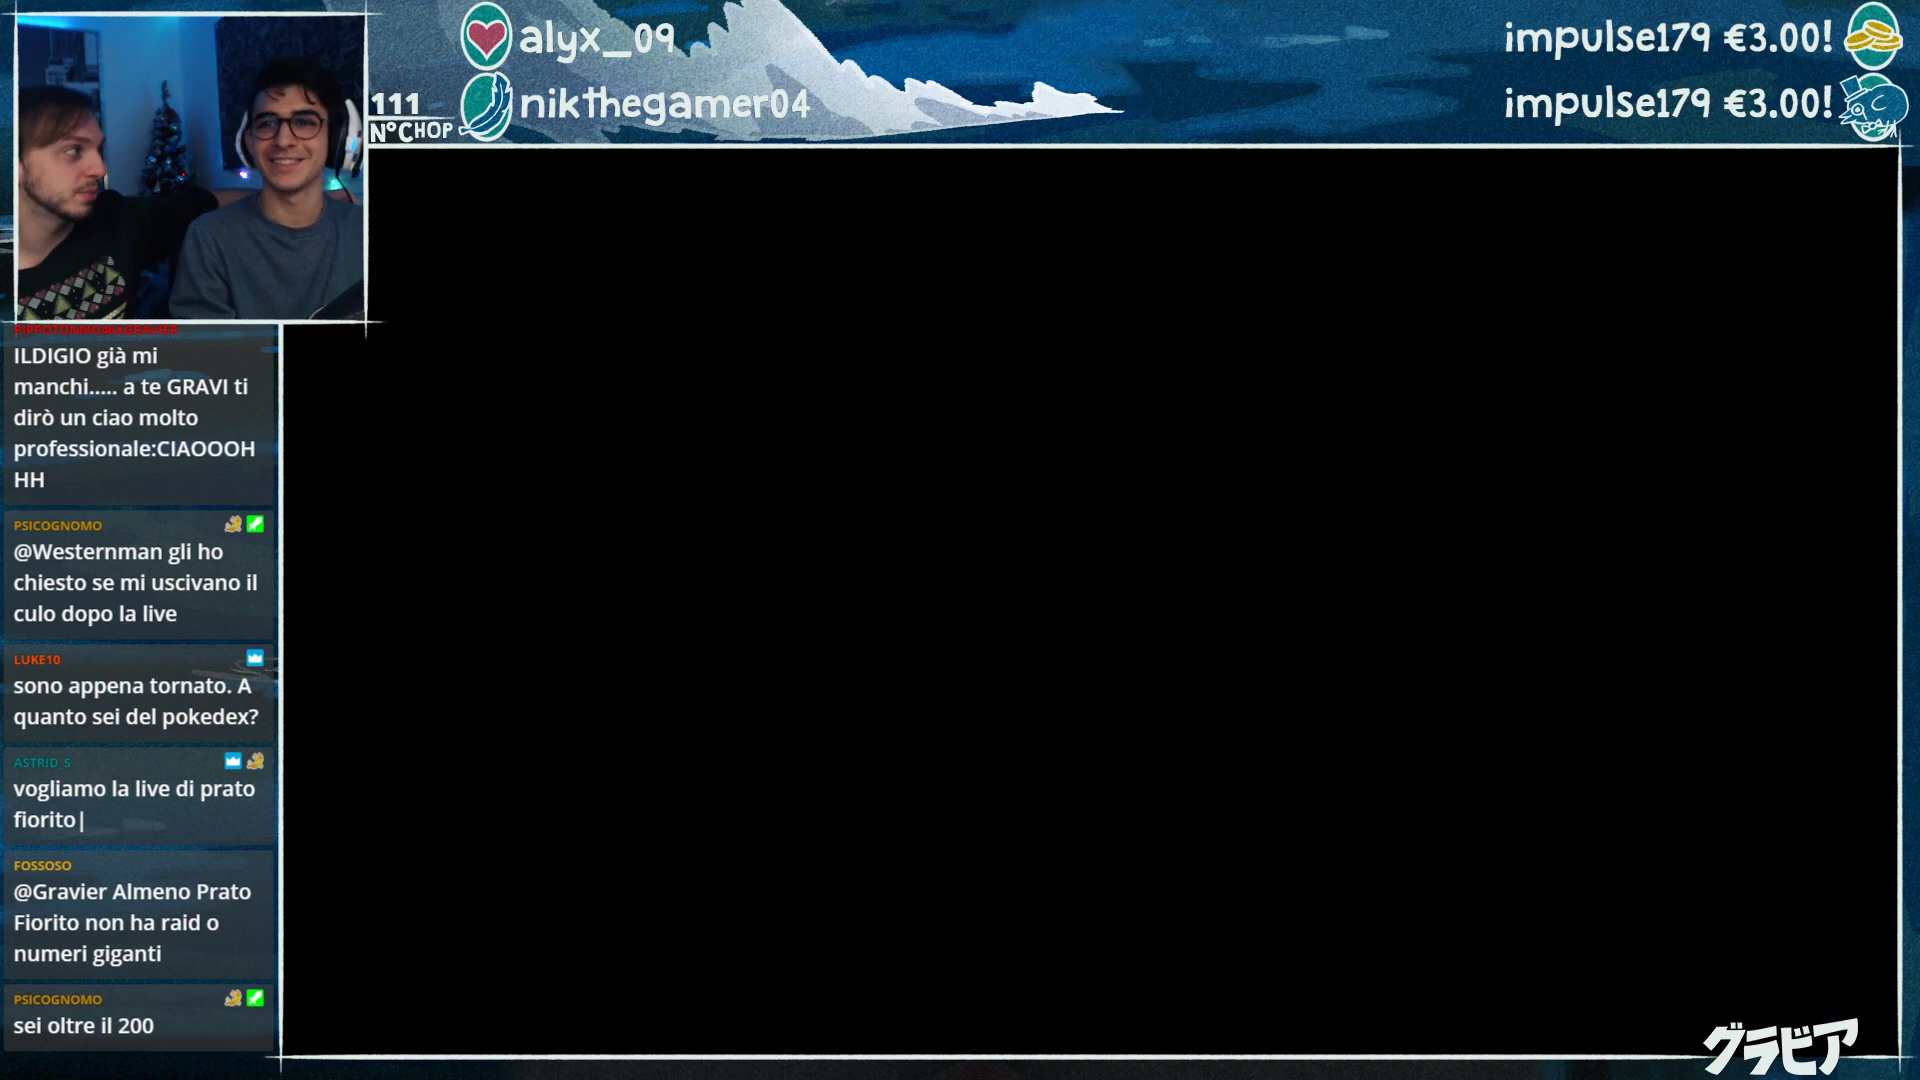 alyx_09
nikthegamer04
111
N°CHOP
impulse179 €3.00!
impulse179 €3.00!
ILDIGIO già mi
manchi..... a te GRAVI ti
dirò un ciao molto
professionale:CIAOOOH
HH
PSICOGNOMO
@Westernman gli ho
chiesto se mi uscivano il
culo dopo la live
LUKE10
sono appena tornato. A
quanto sei del pokedex?
ASTRID_S
vogliamo la live di prato
fiorito|
FOSSOSO
@Gravier Almeno Prato
Fiorito non ha raid o
numeri giganti
PSICOGNOMO
sei oltre il 200
グラビア